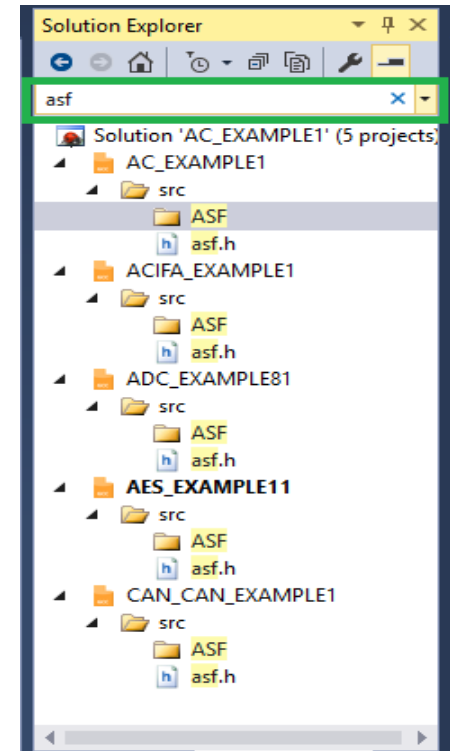 Solution Explorer
asf
Solution 'AC_EXAMPLE1' (5 projects)
AC_EXAMPLE1
src
ASF
asf.h
ACIFA_EXAMPLE1
src
ASF
asf.h
ADC_EXAMPLE81
src
ASF
asf.h
AES_EXAMPLE11
src
ASF
asf.h
CAN_CAN_EXAMPLE1
src
ASF
asf.h